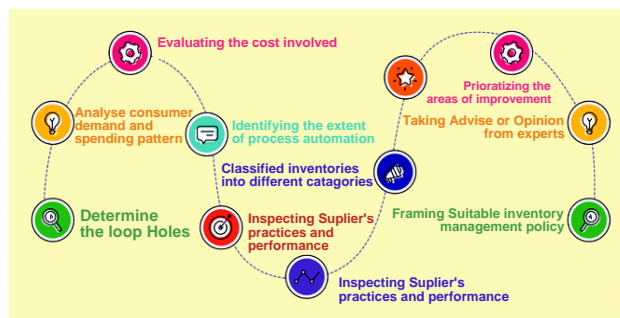 Evaluating the cost involved
Analyse consumer
demand and
spending pattern
Identifying the extent
of process automation
Determine
the loop Holes
Inspecting Suplier's
practices and
performance
Inspecting Suplier's
practices and performance
Classified inventories
into different catagories
Prioratizing the
areas of improvement
Taking Advise or Opinion
from experts
Framing Suitable inventory
management policy